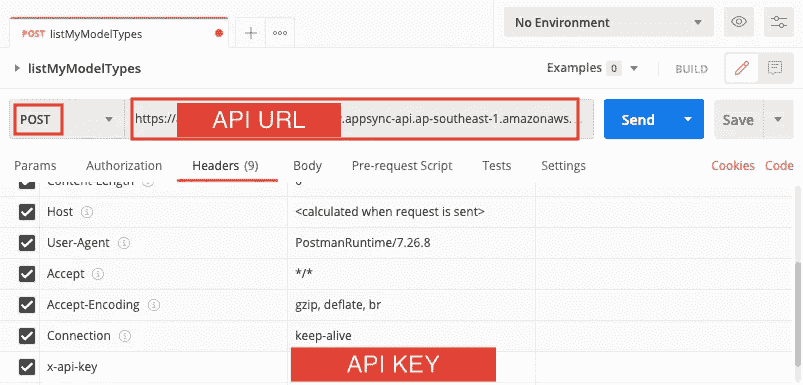 POST listMyModelTypes
No Environment
listMyModelTypes
Examples 0
BUILD
POST
https:// API URL .appsync-api.ap-southeast-1.amazonaws.
Send
Save
Params Authorization Headers (9) Body Pre-request Script Tests Settings Cookies Code
Content-Length 0
Host <calculated when request is sent>
User-Agent PostmanRuntime/7.26.8
Accept */*
Accept-Encoding gzip, deflate, br
Connection keep-alive
x-api-key API KEY